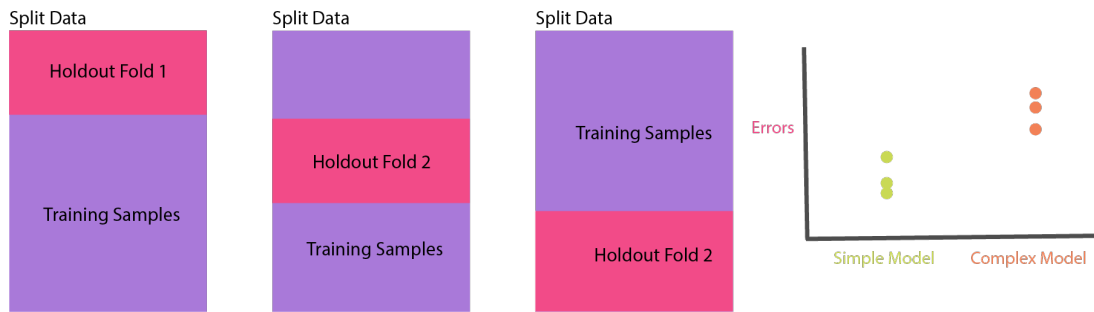 Split Data
Holdout Fold 1
Training Samples
Split Data
Holdout Fold 2
Training Samples
Split Data
Training Samples
Holdout Fold 2
Errors
Simple Model
Complex Model